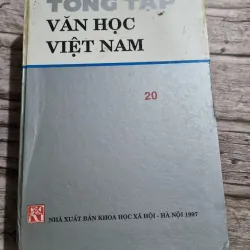 TỔNG TẬP
VĂN HỌC
VIỆT NAM
20
NHÀ XUẤT BẢN KHOA HỌC XÃ HỘI - HÀ NỘI 1997